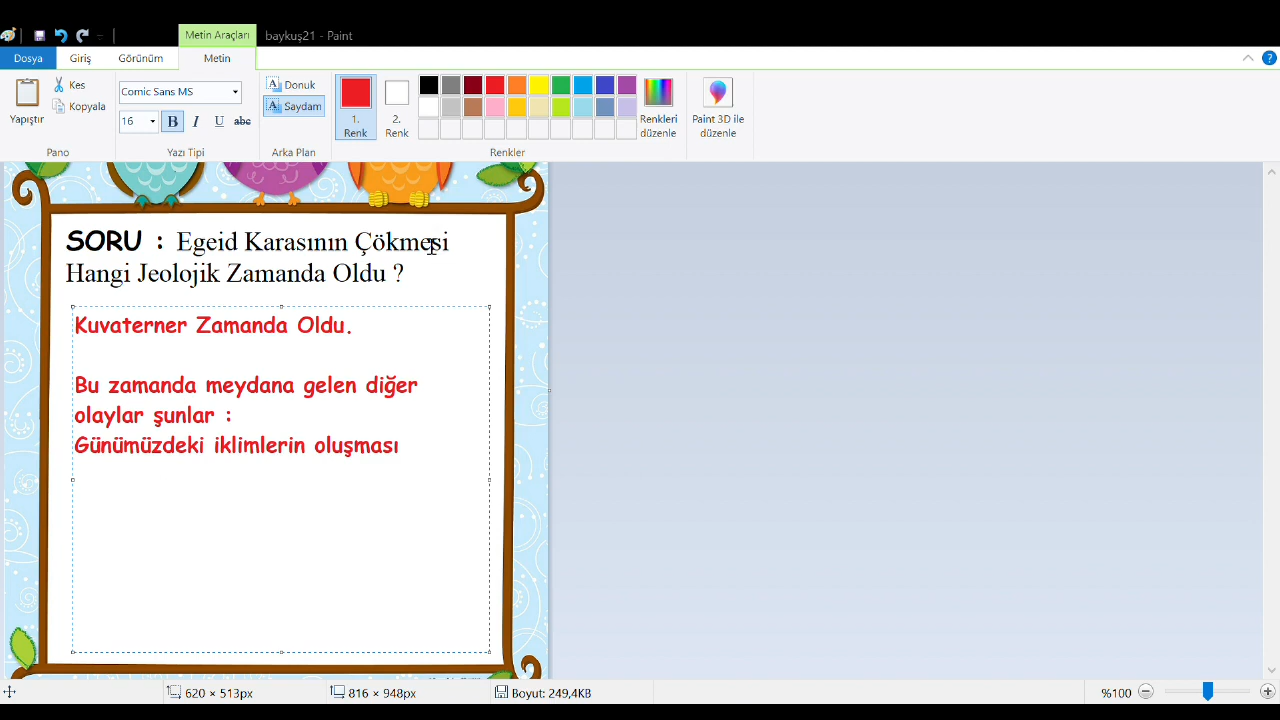 Metin Araçları
baykuş21 - Paint
Dosya Giriş Görünüm Metin
Yapıştır
Kes
Kopyala
Pano
Comic Sans MS
16
B I U abc
Yazı Tipi
A Donuk
A Saydam
Arka Plan
1. Renk
2. Renk
Renkleri düzenle
Renkler
Paint 3D ile düzenle
SORU : Egeid Karasının Çökmesi
Hangi Jeolojik Zamanda Oldu ?
Kuvaterner Zamanda Oldu.
Bu zamanda meydana gelen diğer
olaylar şunlar :
Günümüzdeki iklimlerin oluşması
620 × 513px
816 × 948px
Boyut: 249,4KB
%100